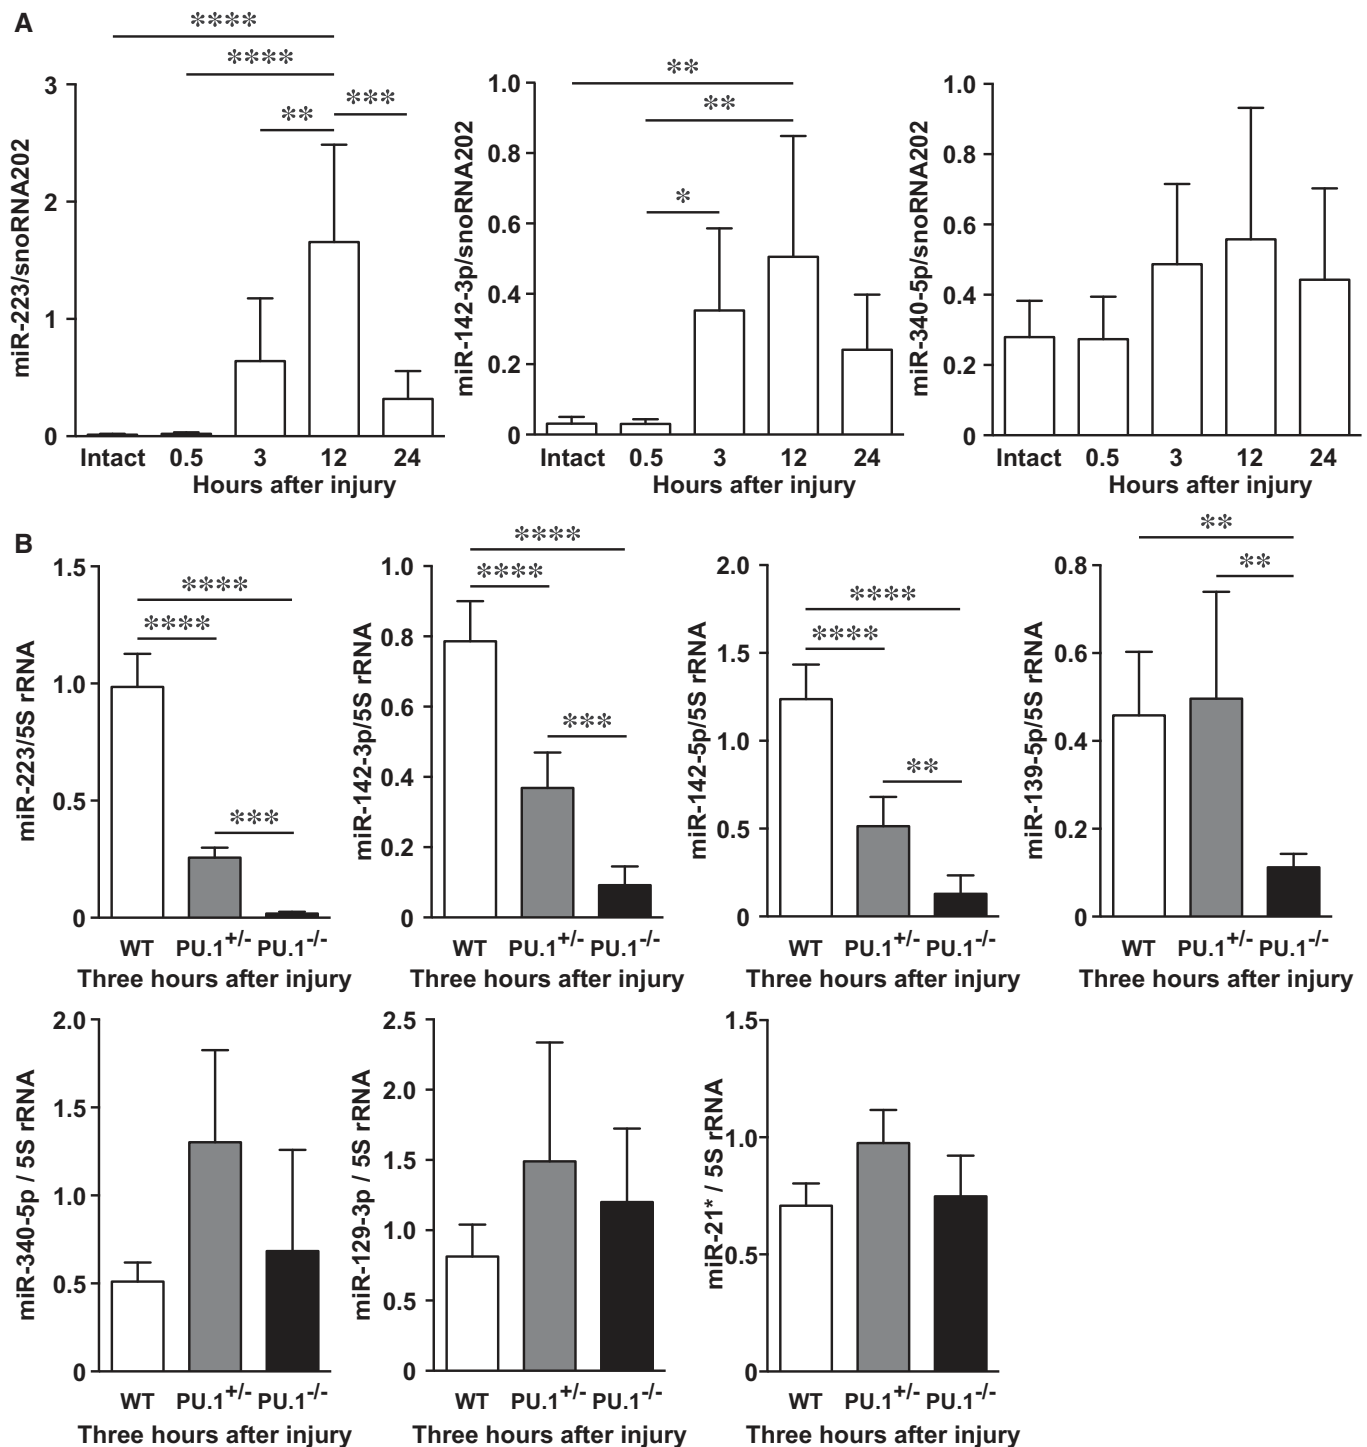 A
****
****
**
***
3
2
1
0
miR-223/snoRNA202
Intact 0.5 3 12 24
Hours after injury
**
**
*
1.0
0.8
0.6
0.4
0.2
0
miR-142-3p/snoRNA202
Intact 0.5 3 12 24
Hours after injury
1.0
0.8
0.6
0.4
0.2
0
miR-340-5p/snoRNA202
Intact 0.5 3 12 24
Hours after injury
B
****
****
***
1.5
1.0
0.5
0
miR-223/5S rRNA
WT PU.1+/- PU.1-/-
Three hours after injury
****
****
***
1.0
0.8
0.6
0.4
0.2
0
miR-142-3p/5S rRNA
WT PU.1+/- PU.1-/-
Three hours after injury
****
****
**
2.0
1.5
1.0
0.5
0
miR-142-5p/5S rRNA
WT PU.1+/- PU.1-/-
Three hours after injury
**
**
0.8
0.6
0.4
0.2
0
miR-139-5p/5S rRNA
WT PU.1+/- PU.1-/-
Three hours after injury
2.0
1.5
1.0
0.5
0
miR-340-5p / 5S rRNA
WT PU.1+/- PU.1-/-
Three hours after injury
2.5
2.0
1.5
1.0
0.5
0
miR-129-3p / 5S rRNA
WT PU.1+/- PU.1-/-
Three hours after injury
1.5
1.0
0.5
0
miR-21* / 5S rRNA
WT PU.1+/- PU.1-/-
Three hours after injury